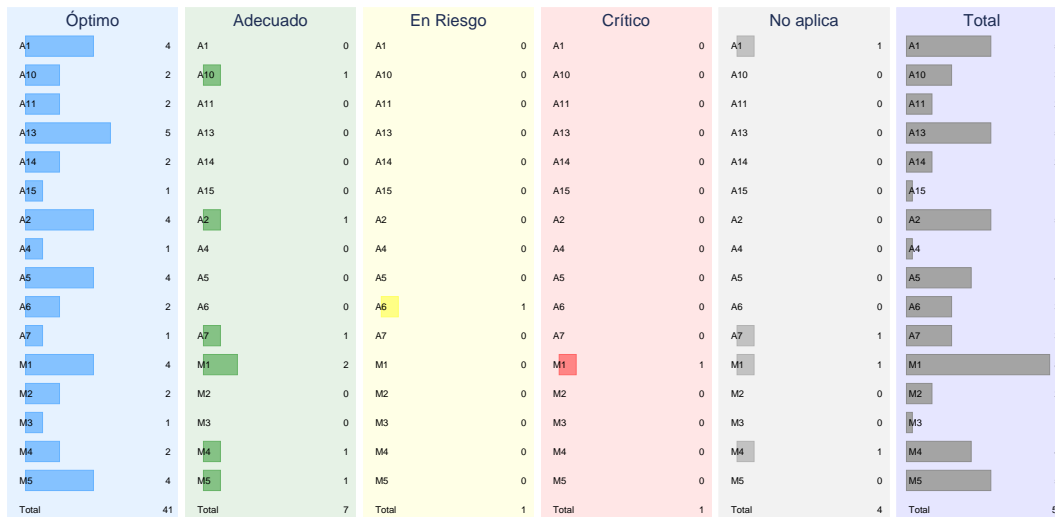 Óptimo Adecuado En Riesgo Crítico No aplica Total
A1 4 A1 0 A1 0 A1 0 A1 1 A1
A10 2 A10 1 A10 0 A10 0 A10 0 A10
A11 2 A11 0 A11 0 A11 0 A11 0 A11
A13 5 A13 0 A13 0 A13 0 A13 0 A13
A14 2 A14 0 A14 0 A14 0 A14 0 A14
A15 1 A15 0 A15 0 A15 0 A15 0 A15
A2 4 A2 1 A2 0 A2 0 A2 0 A2
A4 1 A4 0 A4 0 A4 0 A4 0 A4
A5 4 A5 0 A5 0 A5 0 A5 0 A5
A6 2 A6 0 A6 1 A6 0 A6 0 A6
A7 1 A7 1 A7 0 A7 0 A7 1 A7
M1 4 M1 2 M1 0 M1 1 M1 1 M1
M2 2 M2 0 M2 0 M2 0 M2 0 M2
M3 1 M3 0 M3 0 M3 0 M3 0 M3
M4 2 M4 1 M4 0 M4 0 M4 1 M4
M5 4 M5 1 M5 0 M5 0 M5 0 M5
Total 41 Total 7 Total 1 Total 1 Total 4 Total